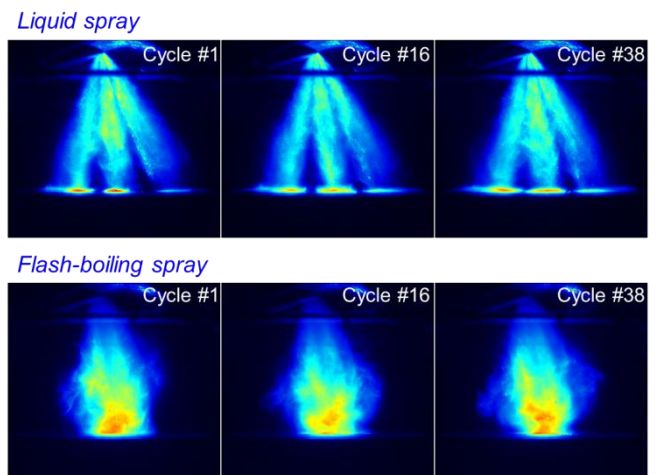 Liquid spray
Cycle #1
Cycle #16
Cycle #38
Flash-boiling spray
Cycle #1
Cycle #16
Cycle #38